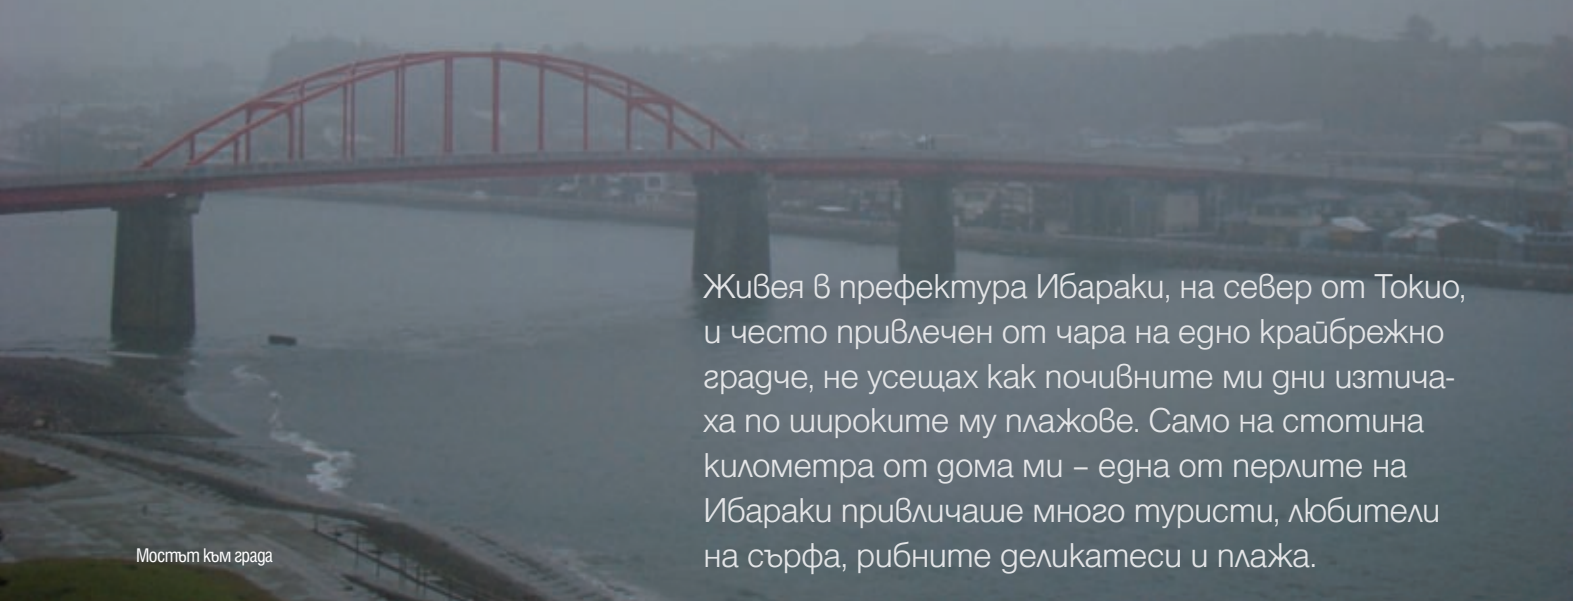 Живея в префектура Ибараки, на север от Токио,
и често привлечен от чара на едно крайбрежно
градче, не усещах как почивните ми дни изтича-
ха по широките му плажове. Само на стотина
километра от дома ми – една от перлите на
Ибараки привличаше много туристи, любители
на сърфа, рибните деликатеси и плажа.
Мостът към града